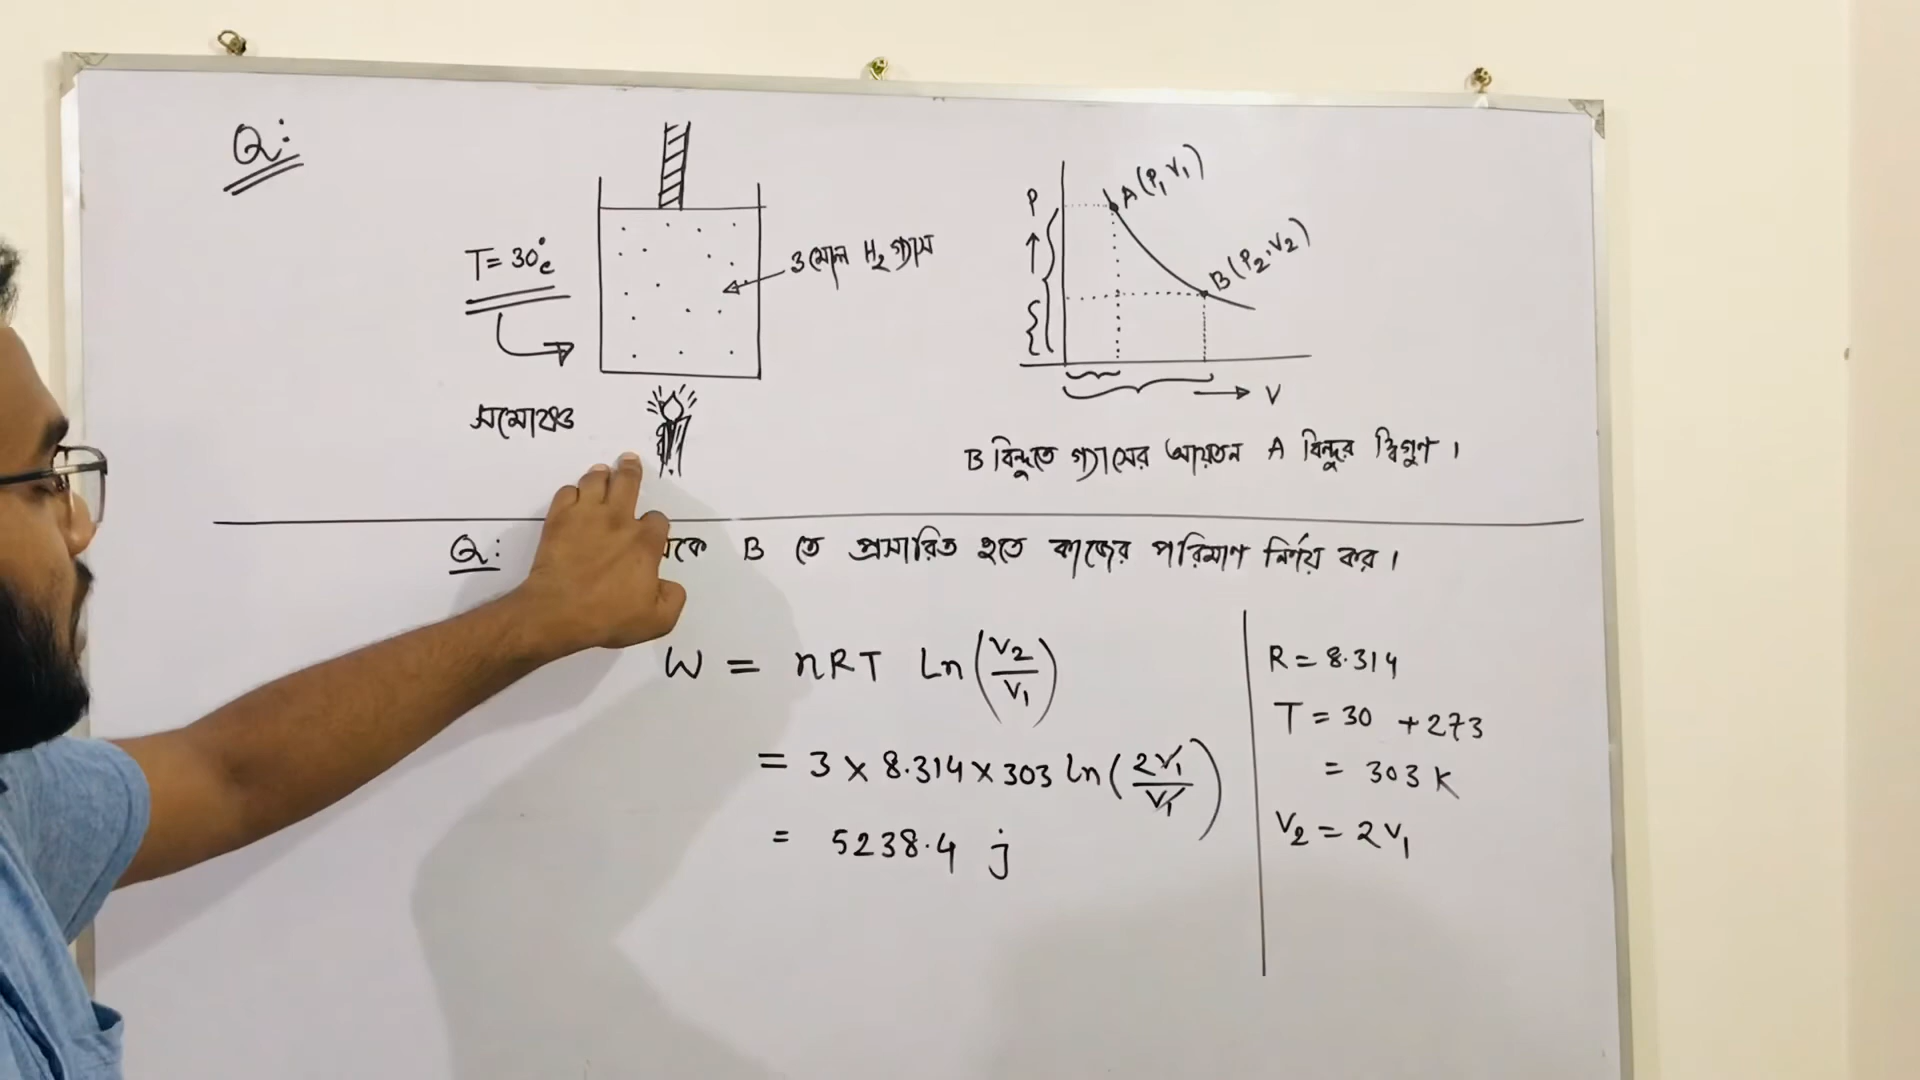 Q:
T = 30°c
3 মোল H2 গ্যাস
সমোষ্ণ
P
A (P1 V1)
B (P2, V2)
V
B বিন্দুতে গ্যাসের আয়তন A বিন্দুর দ্বিগুণ ।
Q: থেকে B তে প্রসারিত হতে কাজের পরিমাণ নির্ণয় কর ।
W = nRT Ln (V2/V1)
= 3 × 8.314 × 303 ln (2V1/V1)
= 5238.4 j
R = 8.314
T = 30 + 273
= 303 K
V2 = 2V1